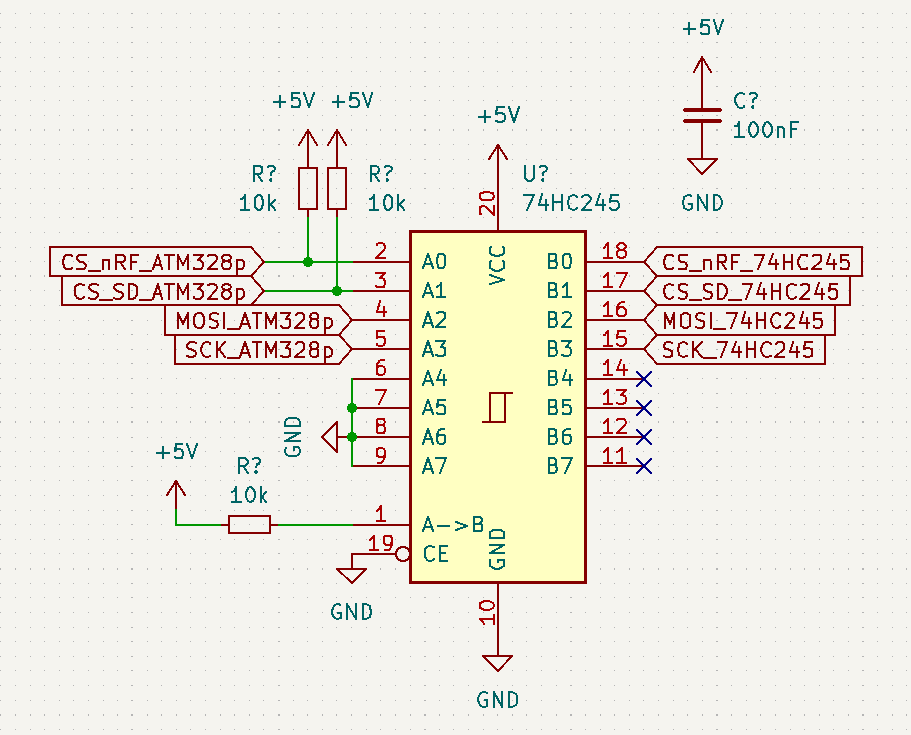 +5V
C?
100nF
GND
+5V +5V
R?
10k
R?
10k
+5V
20
U?
74HC245
VCC
CS_nRF_ATM328p
2
A0
B0
18
CS_nRF_74HC245
CS_SD_ATM328p
3
A1
B1
17
CS_SD_74HC245
MOSI_ATM328p
4
A2
B2
16
MOSI_74HC245
SCK_ATM328p
5
A3
B3
15
SCK_74HC245
6
A4
B4
14
7
A5
B5
13
GND
8
A6
B6
12
9
A7
B7
11
+5V
R?
10k
1
A->B
19
CE
GND
GND
10
GND